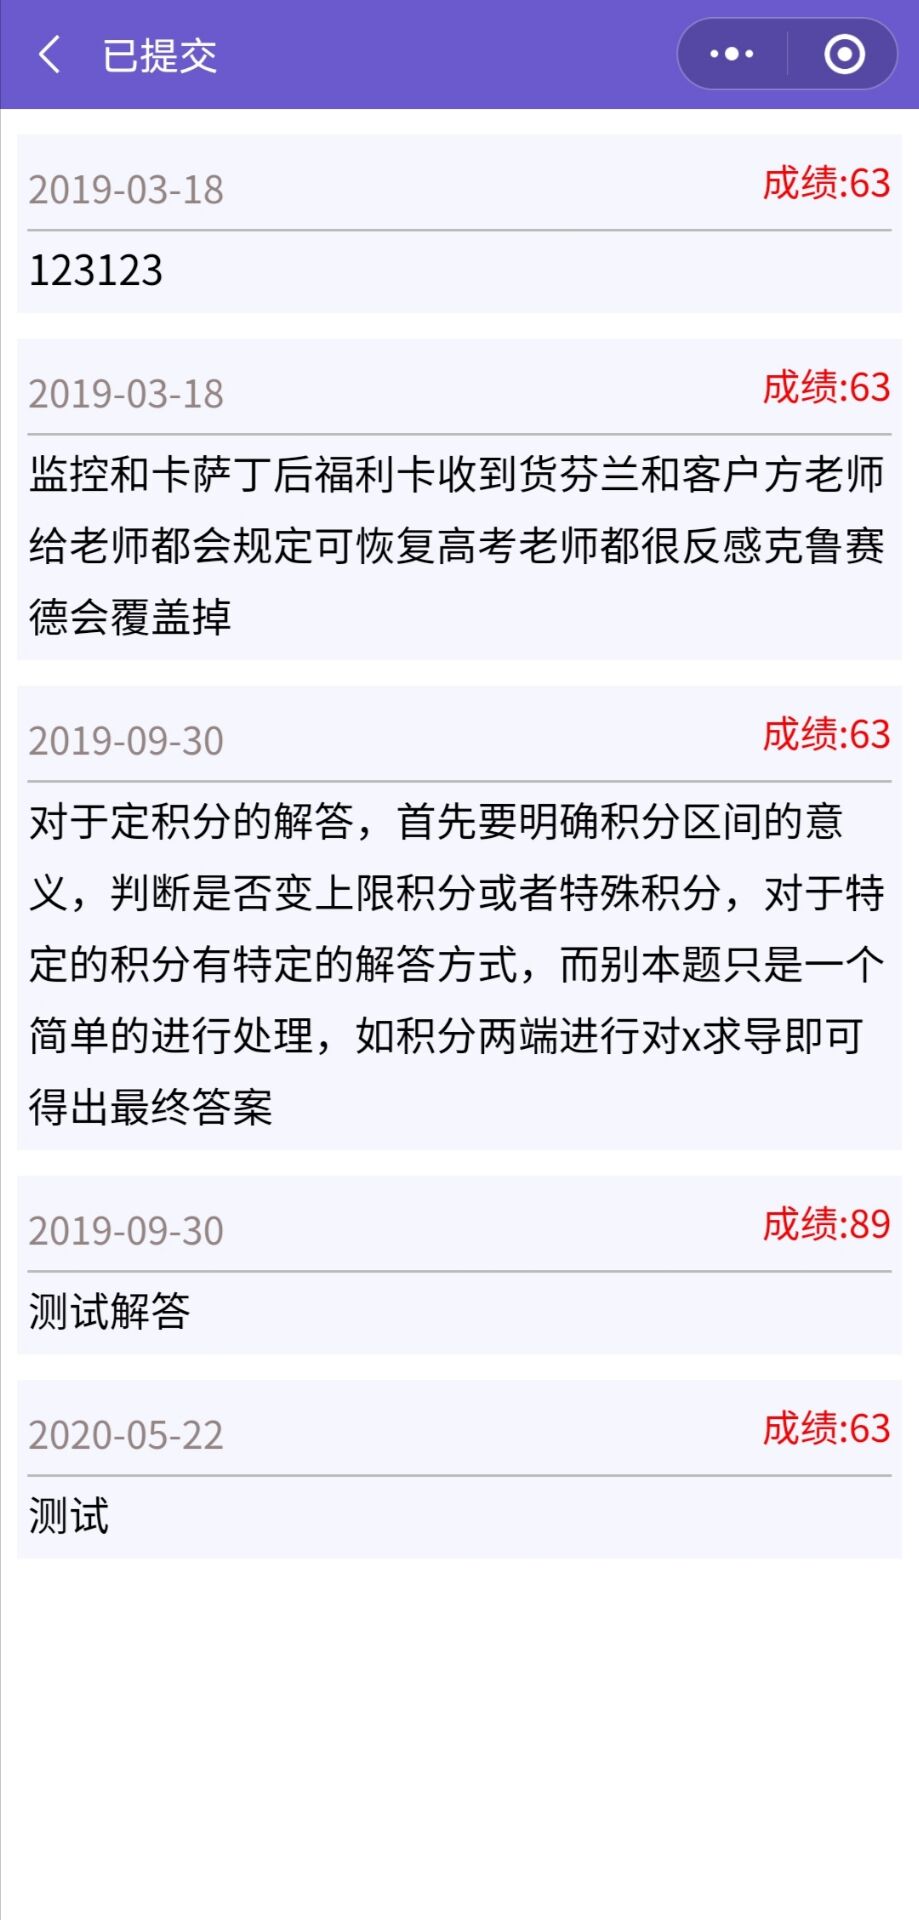 已提交
2019-03-18
成绩:63
123123
2019-03-18
成绩:63
监控和卡萨丁后福利卡收到货芬兰和客户方老师
给老师都会规定可恢复高考老师都很反感克鲁赛
德会覆盖掉
2019-09-30
成绩:63
对于定积分的解答，首先要明确积分区间的意
义，判断是否变上限积分或者特殊积分，对于特
定的积分有特定的解答方式，而别本题只是一个
简单的进行处理，如积分两端进行对x求导即可
得出最终答案
2019-09-30
成绩:89
测试解答
2020-05-22
成绩:63
测试